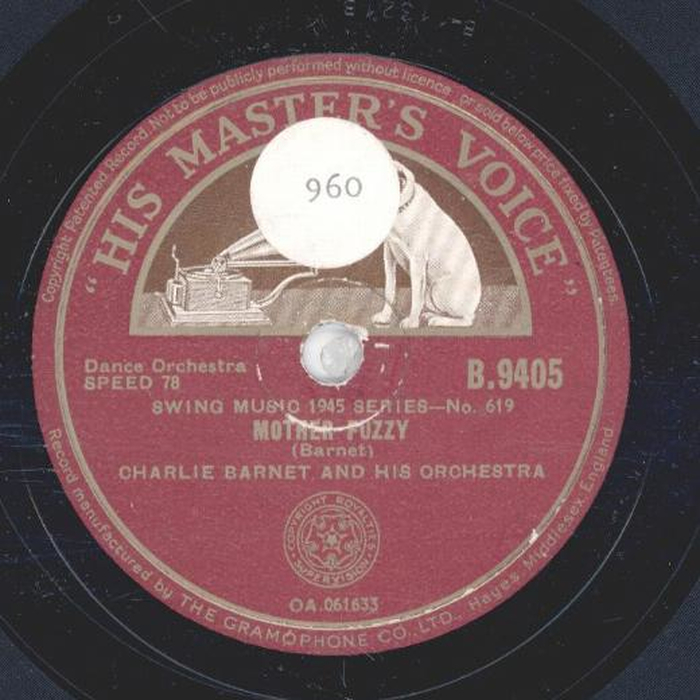 Copyright Patented Record. Not to be publicly performed without licence, or sold below price fixed by Patentees.
"HIS MASTER'S VOICE"
960
Dance Orchestra
SPEED 78
B.9405
SWING MUSIC 1945 SERIES—No. 619
MOTHER FUZZY
(Barnet)
CHARLIE BARNET AND HIS ORCHESTRA
COPYRIGHT ROYALTIES
SUPERVISION
OA.061633
Record manufactured by THE GRAMOPHONE CO., LTD., Hayes, Middlesex, England.